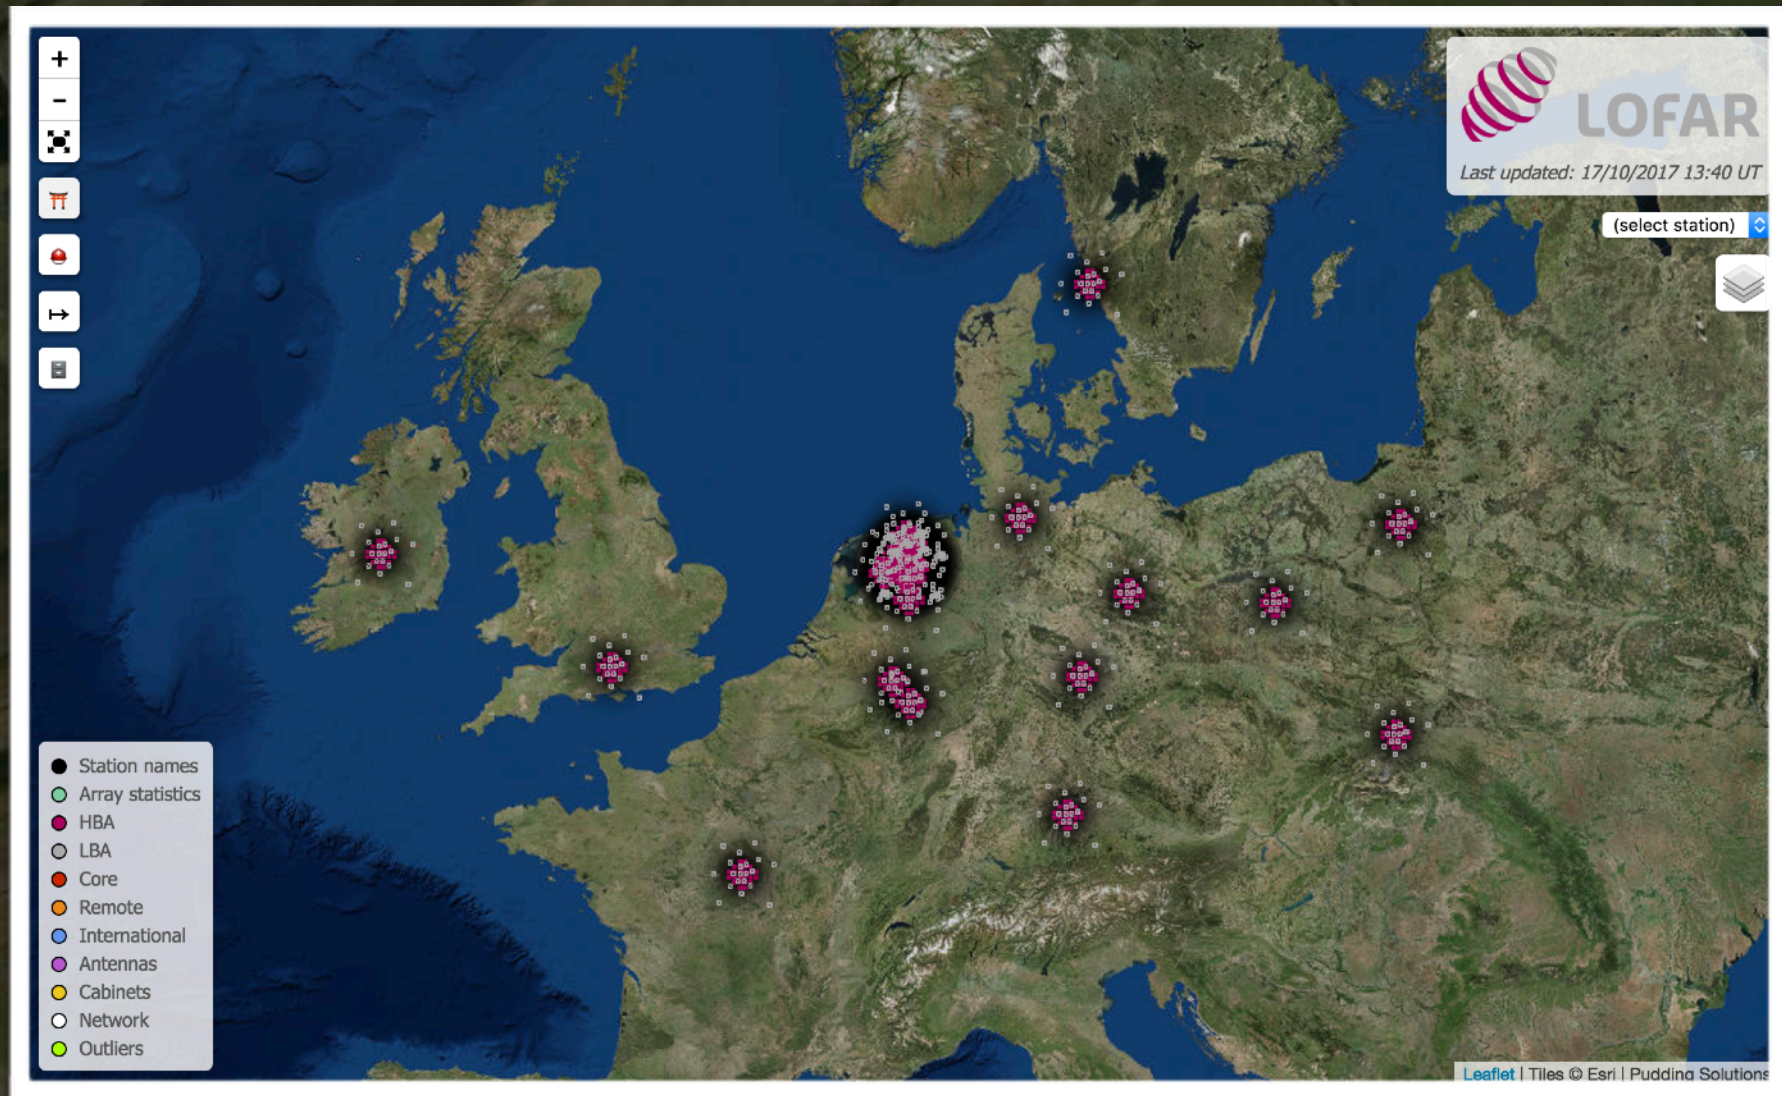 +
−
LOFAR
Last updated: 17/10/2017 13:40 UT
(select station)
Station names
Array statistics
HBA
LBA
Core
Remote
International
Antennas
Cabinets
Network
Outliers
Leaflet | Tiles © Esri | Pudding Solutions